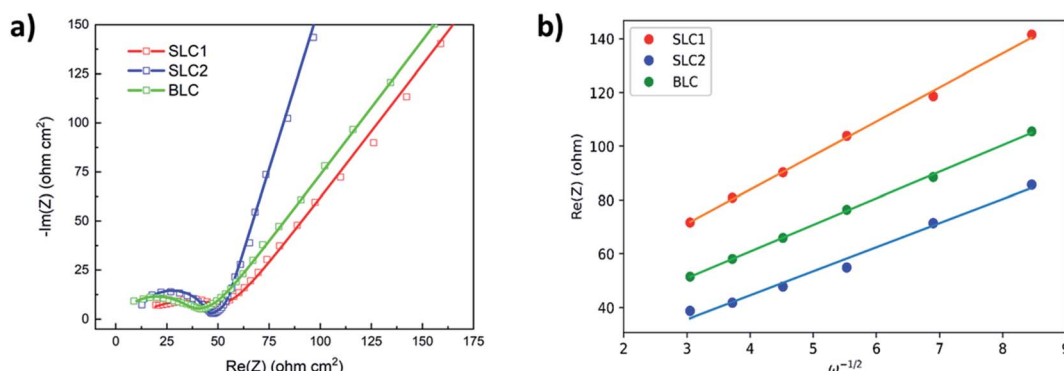 a)
SLC1
SLC2
BLC
-Im(Z) (ohm cm²)
150
125
100
75
50
25
0
0 25 50 75 100 125 150 175
Re(Z) (ohm cm²)
b)
SLC1
SLC2
BLC
Re(Z) (ohm)
140
120
100
80
60
40
2 3 4 5 6 7 8 9
ω⁻¹ᐟ²